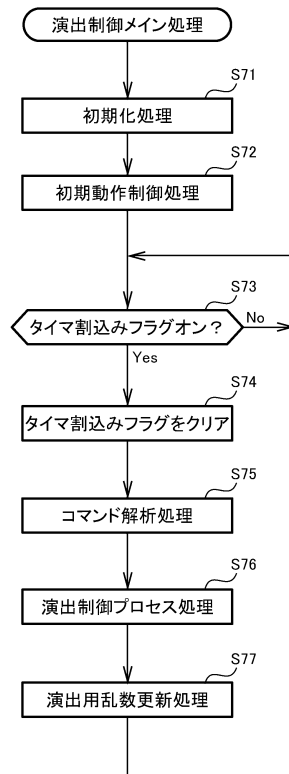 演出制御メイン処理
S71
初期化処理
S72
初期動作制御処理
S73
タイマ割込みフラグオン?
No
Yes
S74
タイマ割込みフラグをクリア
S75
コマンド解析処理
S76
演出制御プロセス処理
S77
演出用乱数更新処理